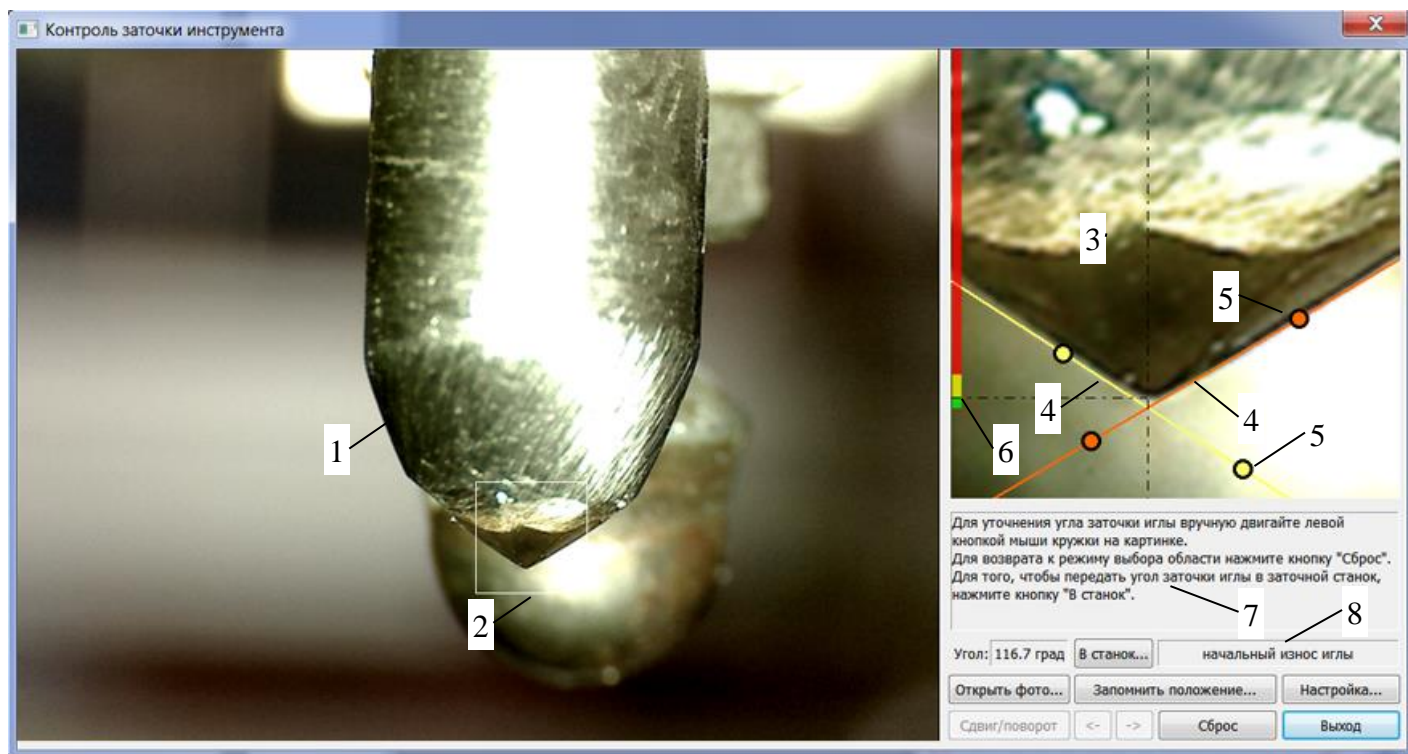 Контроль заточки инструмента
X
1
2
3
4
4
5
5
6
Для уточнения угла заточки иглы вручную двигайте левой
кнопкой мыши кружки на картинке.
Для возврата к режиму выбора области нажмите кнопку "Сброс".
Для того, чтобы передать угол заточки иглы в заточной станок,
нажмите кнопку "В станок".
7
8
Угол: 116.7 град В станок... начальный износ иглы
Открыть фото... Запомнить положение... Настройка...
Сдвиг/поворот <- -> Сброс Выход